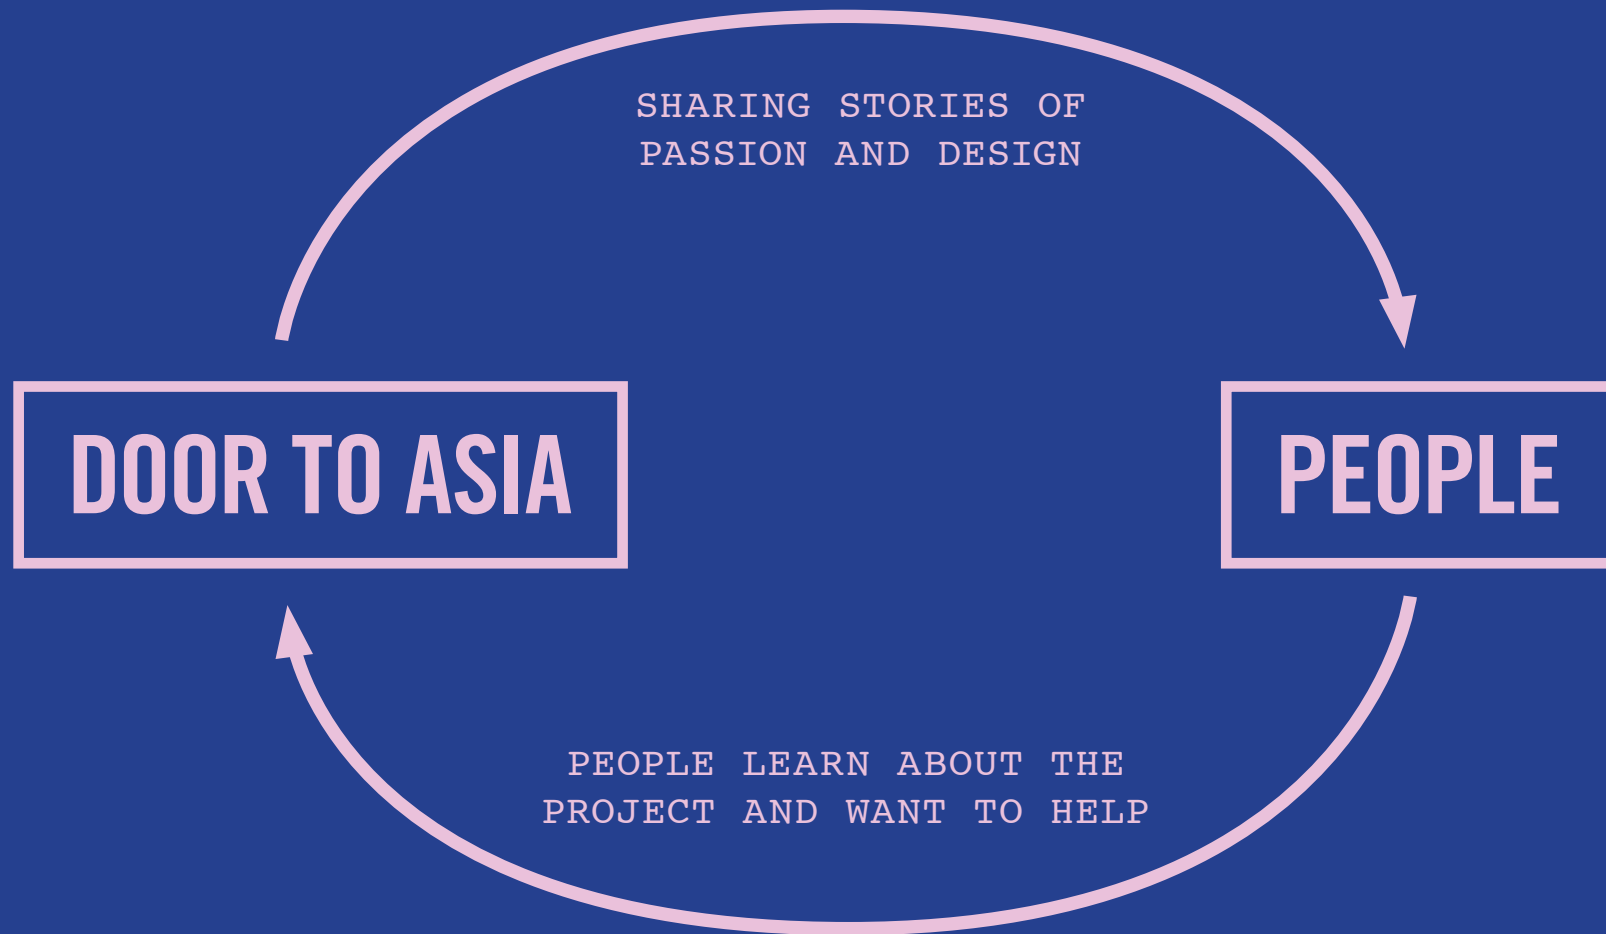 SHARING STORIES OF
PASSION AND DESIGN
DOOR TO ASIA
PEOPLE
PEOPLE LEARN ABOUT THE
PROJECT AND WANT TO HELP